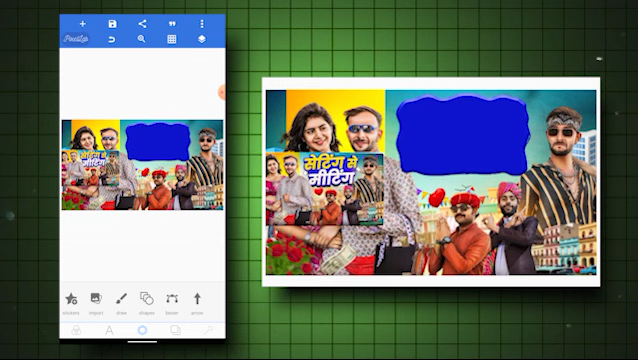 PixelLab
सेटिंग से
मीटिंग
सेटिंग से
मीटिंग
stickers
import
draw
shapes
bezier
arrow
A